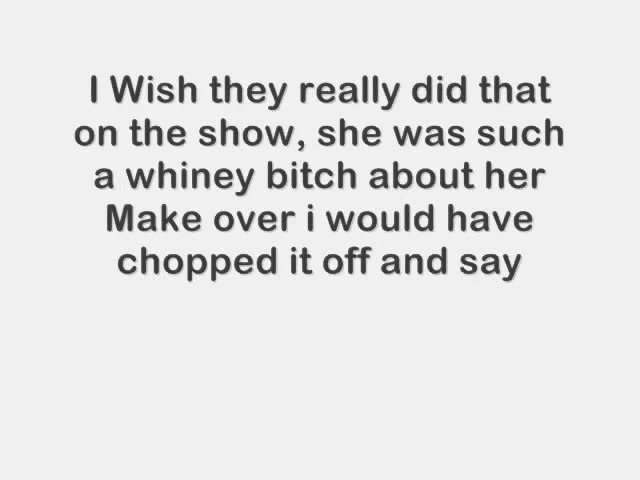 I Wish they really did that
on the show, she was such
a whiney bitch about her
Make over i would have
chopped it off and say